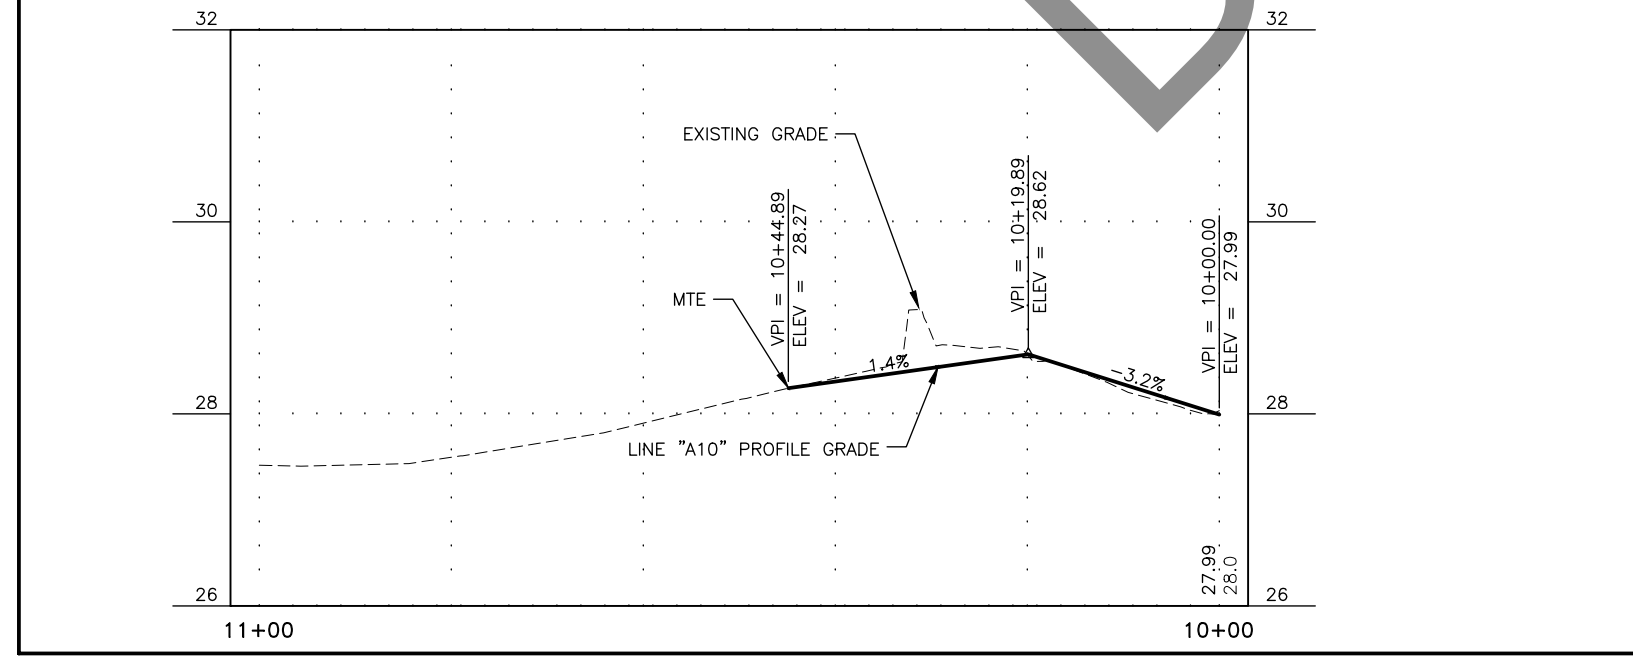 32
32
EXISTING GRADE
30
30
VPI = 10+44.89
ELEV = 28.27
VPI = 10+19.89
ELEV = 28.62
VPI = 10+00.00
ELEV = 27.99
MTE
1.4%
-3.2%
28
28
LINE "A10" PROFILE GRADE
27.99
28.0
26
26
11+00
10+00